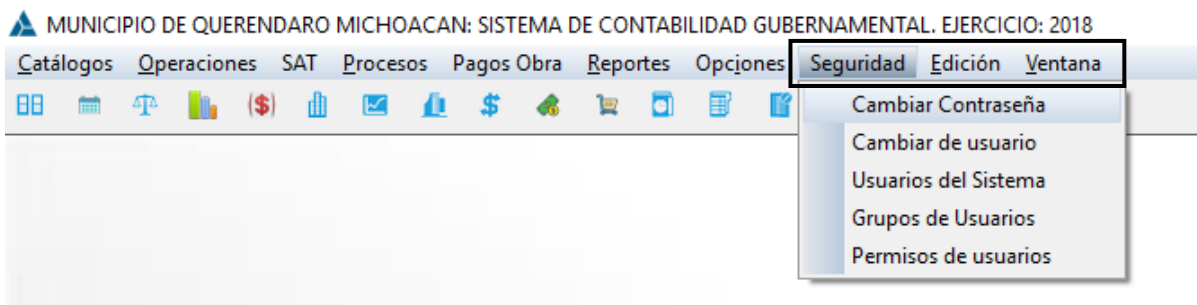 MUNICIPIO DE QUERENDARO MICHOACAN: SISTEMA DE CONTABILIDAD GUBERNAMENTAL. EJERCICIO: 2018
Catálogos Operaciones SAT Procesos Pagos Obra Reportes Opciones Seguridad Edición Ventana
Cambiar Contraseña
Cambiar de usuario
Usuarios del Sistema
Grupos de Usuarios
Permisos de usuarios